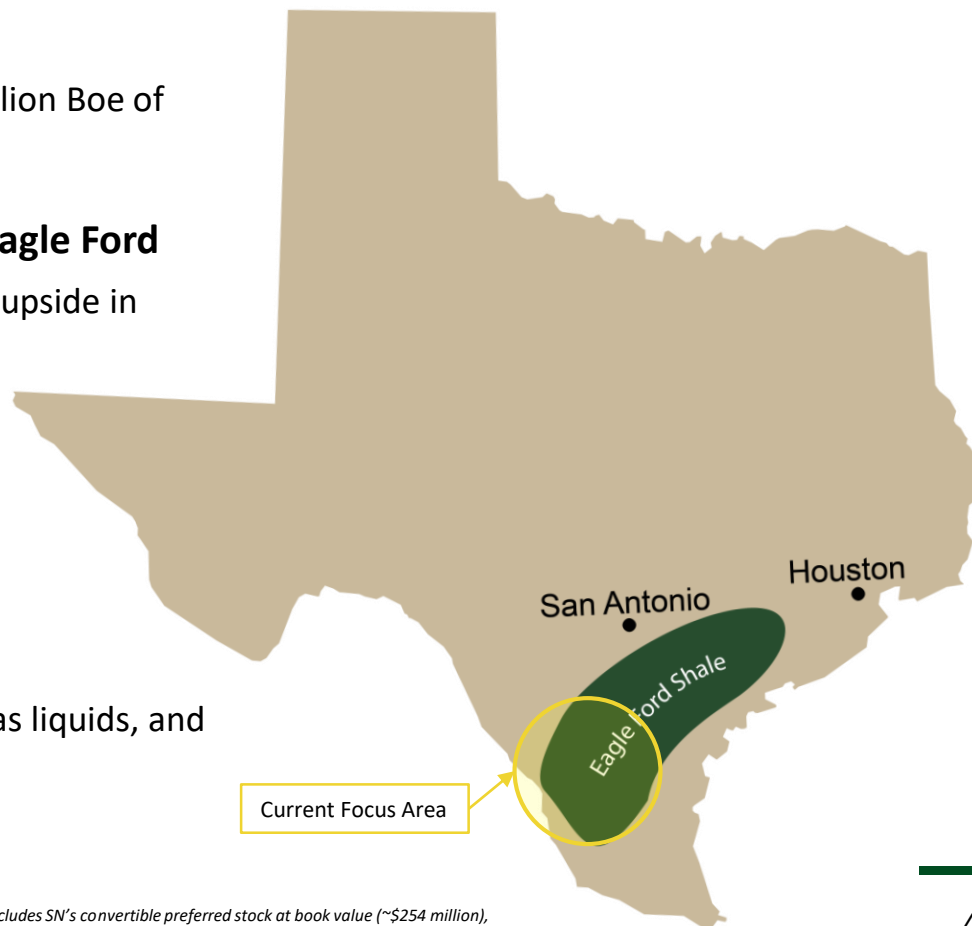 lion Boe of
agle Ford
upside in
Houston
San Antonio
Eagle Ford Shale
as liquids, and
Current Focus Area
cludes SN's convertible preferred stock at book value (~$254 million),